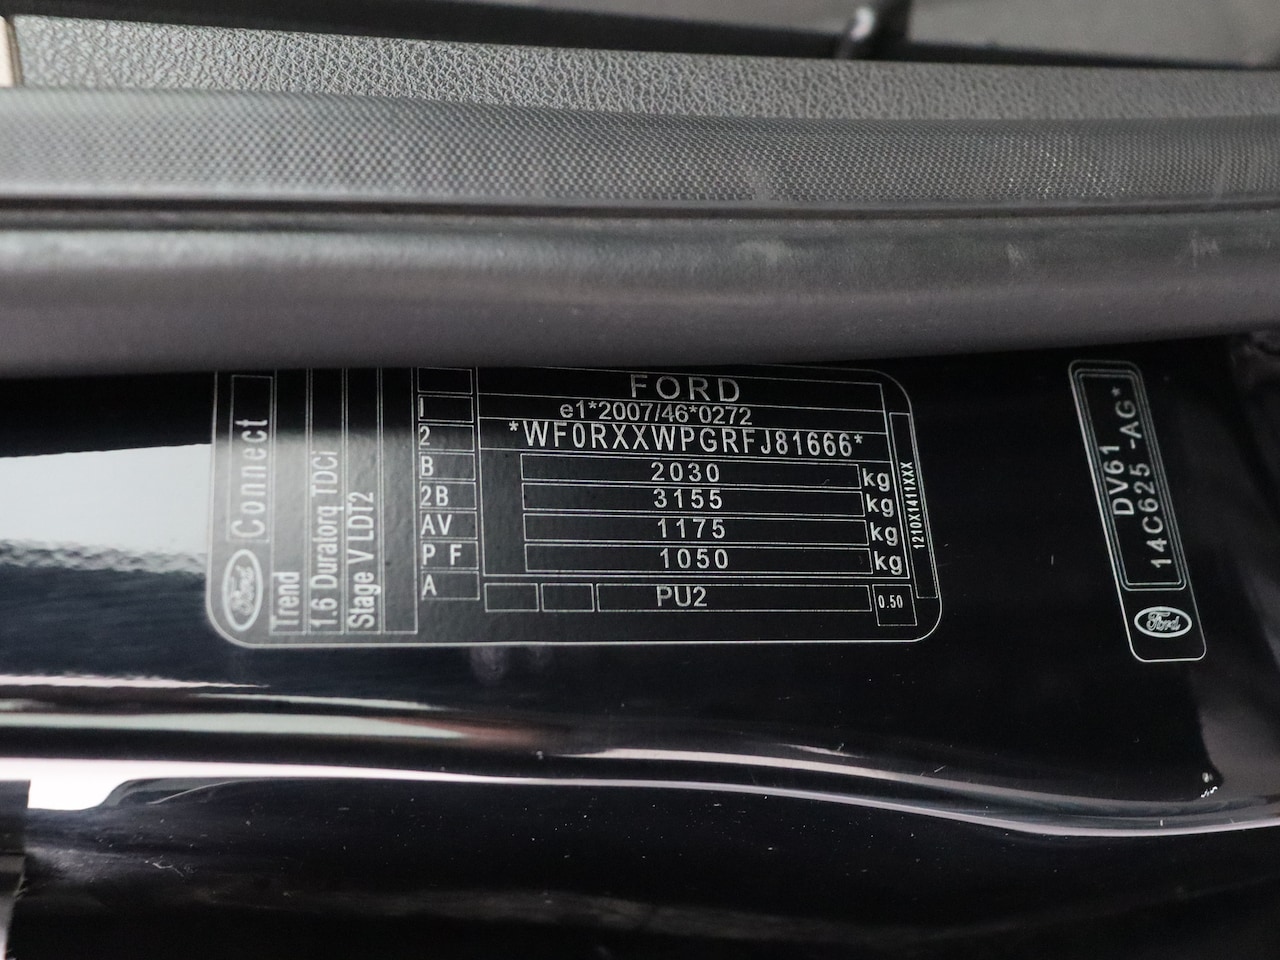 FORD
e1*2007/46*0272
*WF0RXXWPGRFJ81666*
2030 kg
3155 kg
1175 kg
1050 kg
PU2
0.50
1210X1411XXX
I
2
B
2B
AV
P F
A
Ford Connect
Trend
1.6 Duratorq TDCi
Stage V LDT2
DV61
14C625 -AG*
Ford